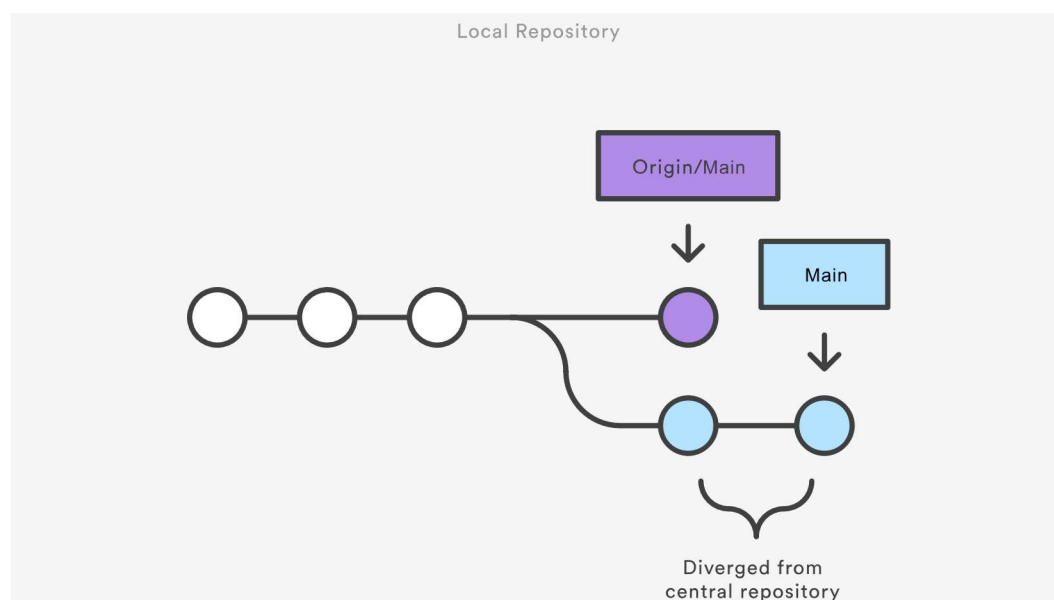 Local Repository
Origin/Main
Main
Diverged from
central repository